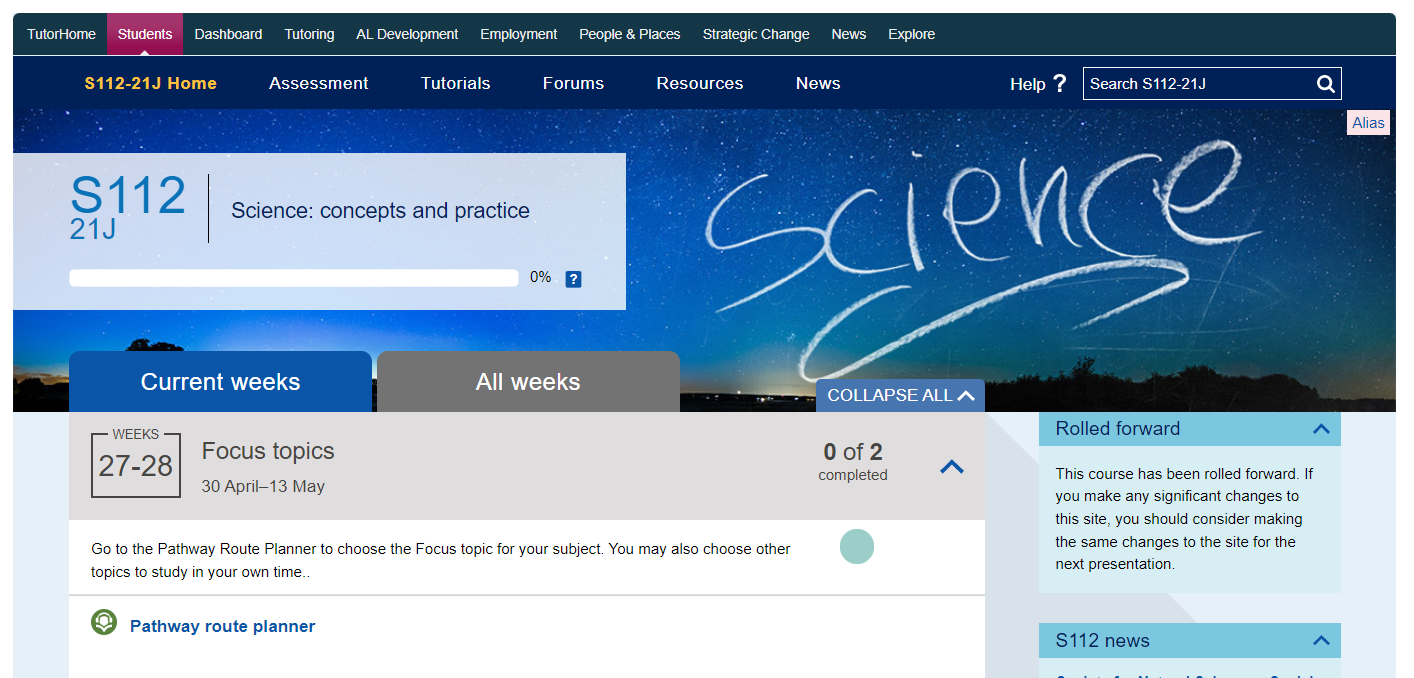 TutorHome Students Dashboard Tutoring AL Development Employment People & Places Strategic Change News Explore
S112-21J Home Assessment Tutorials Forums Resources News Help ? Search S112-21J
Alias
Science
S112
21J
Science: concepts and practice
0% ?
Current weeks All weeks COLLAPSE ALL
WEEKS
27-28
Focus topics
30 April–13 May
0 of 2
completed
Go to the Pathway Route Planner to choose the Focus topic for your subject. You may also choose other
topics to study in your own time..
Pathway route planner
Rolled forward
This course has been rolled forward. If
you make any significant changes to
this site, you should consider making
the same changes to the site for the
next presentation.
S112 news